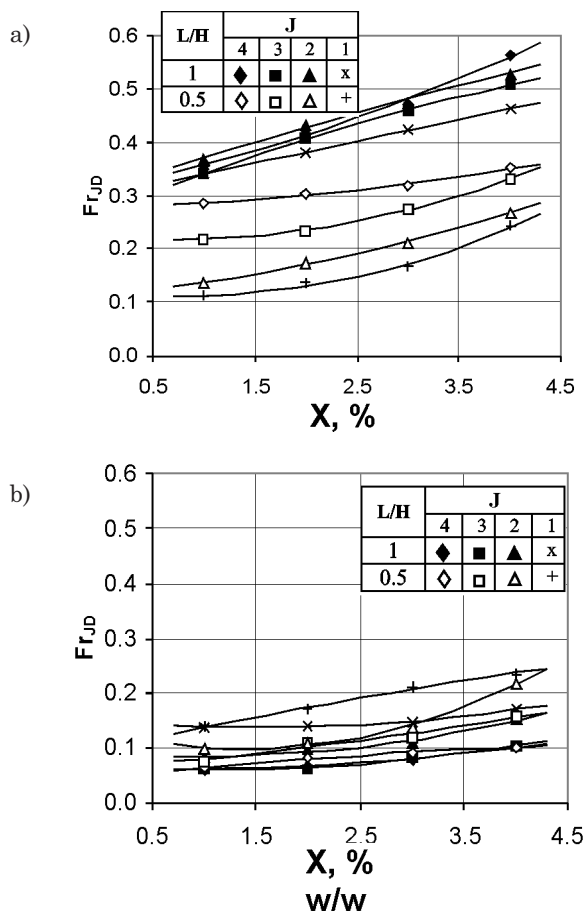 a)
0.6
0.5
0.4
0.3
0.2
0.1
0.0
Fr_JD
L/H J
4 3 2 1
1 ◆ ■ ▲ x
0.5 ◇ □ △ +
0.5 1.5 2.5 3.5 4.5
X, %
b)
0.6
0.5
0.4
0.3
0.2
0.1
0.0
Fr_JD
L/H J
4 3 2 1
1 ◆ ■ ▲ x
0.5 ◇ □ △ +
0.5 1.5 2.5 3.5 4.5
X, %
w/w